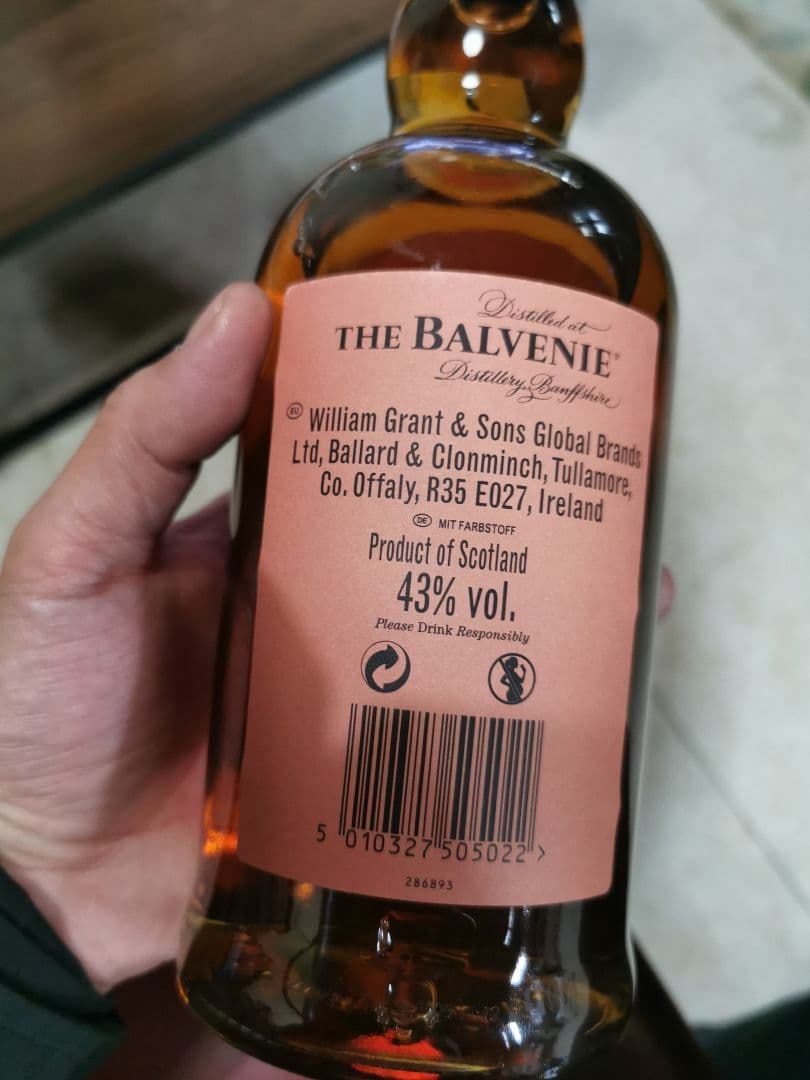 Distilled at
THE BALVENIE®
Distillery, Banffshire
EU William Grant & Sons Global Brands
Ltd, Ballard & Clonminch, Tullamore,
Co. Offaly, R35 E027, Ireland
DE MIT FARBSTOFF
Product of Scotland
43% vol.
Please Drink Responsibly
5 010327 505022 >
286893